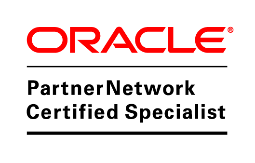 ORACLE®
PartnerNetwork
Certified Specialist